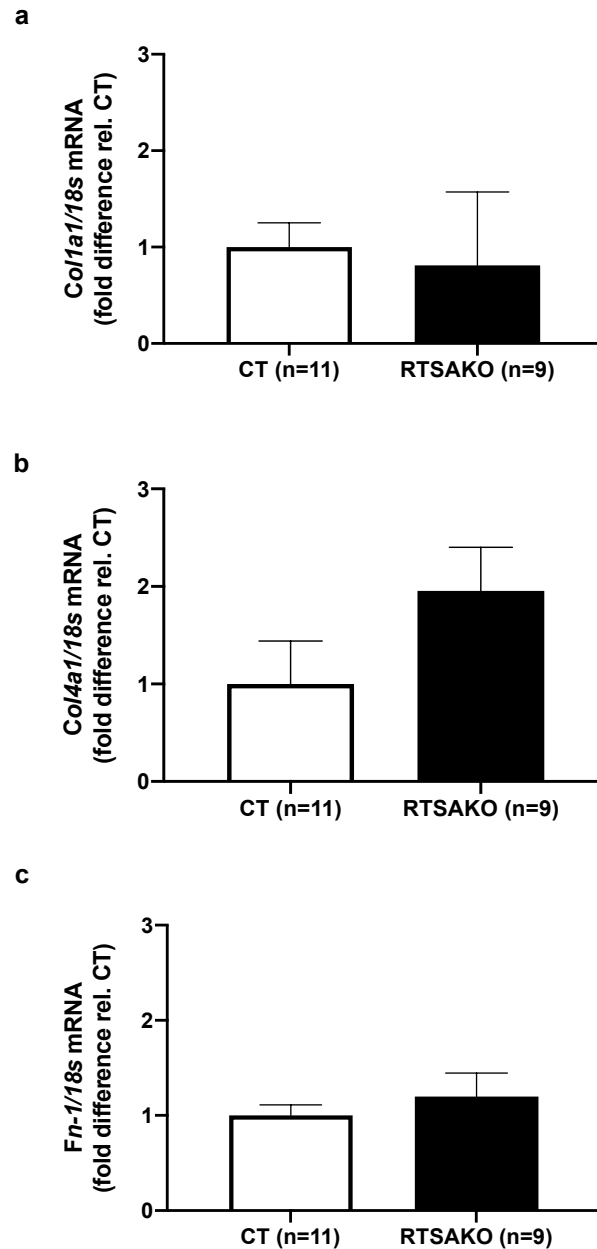 a
Col1a1/18s mRNA
(fold difference rel. CT)
3
2
1
0
CT (n=11) RTSAKO (n=9)
b
Col4a1/18s mRNA
(fold difference rel. CT)
3
2
1
0
CT (n=11) RTSAKO (n=9)
c
Fn-1/18s mRNA
(fold difference rel. CT)
3
2
1
0
CT (n=11) RTSAKO (n=9)